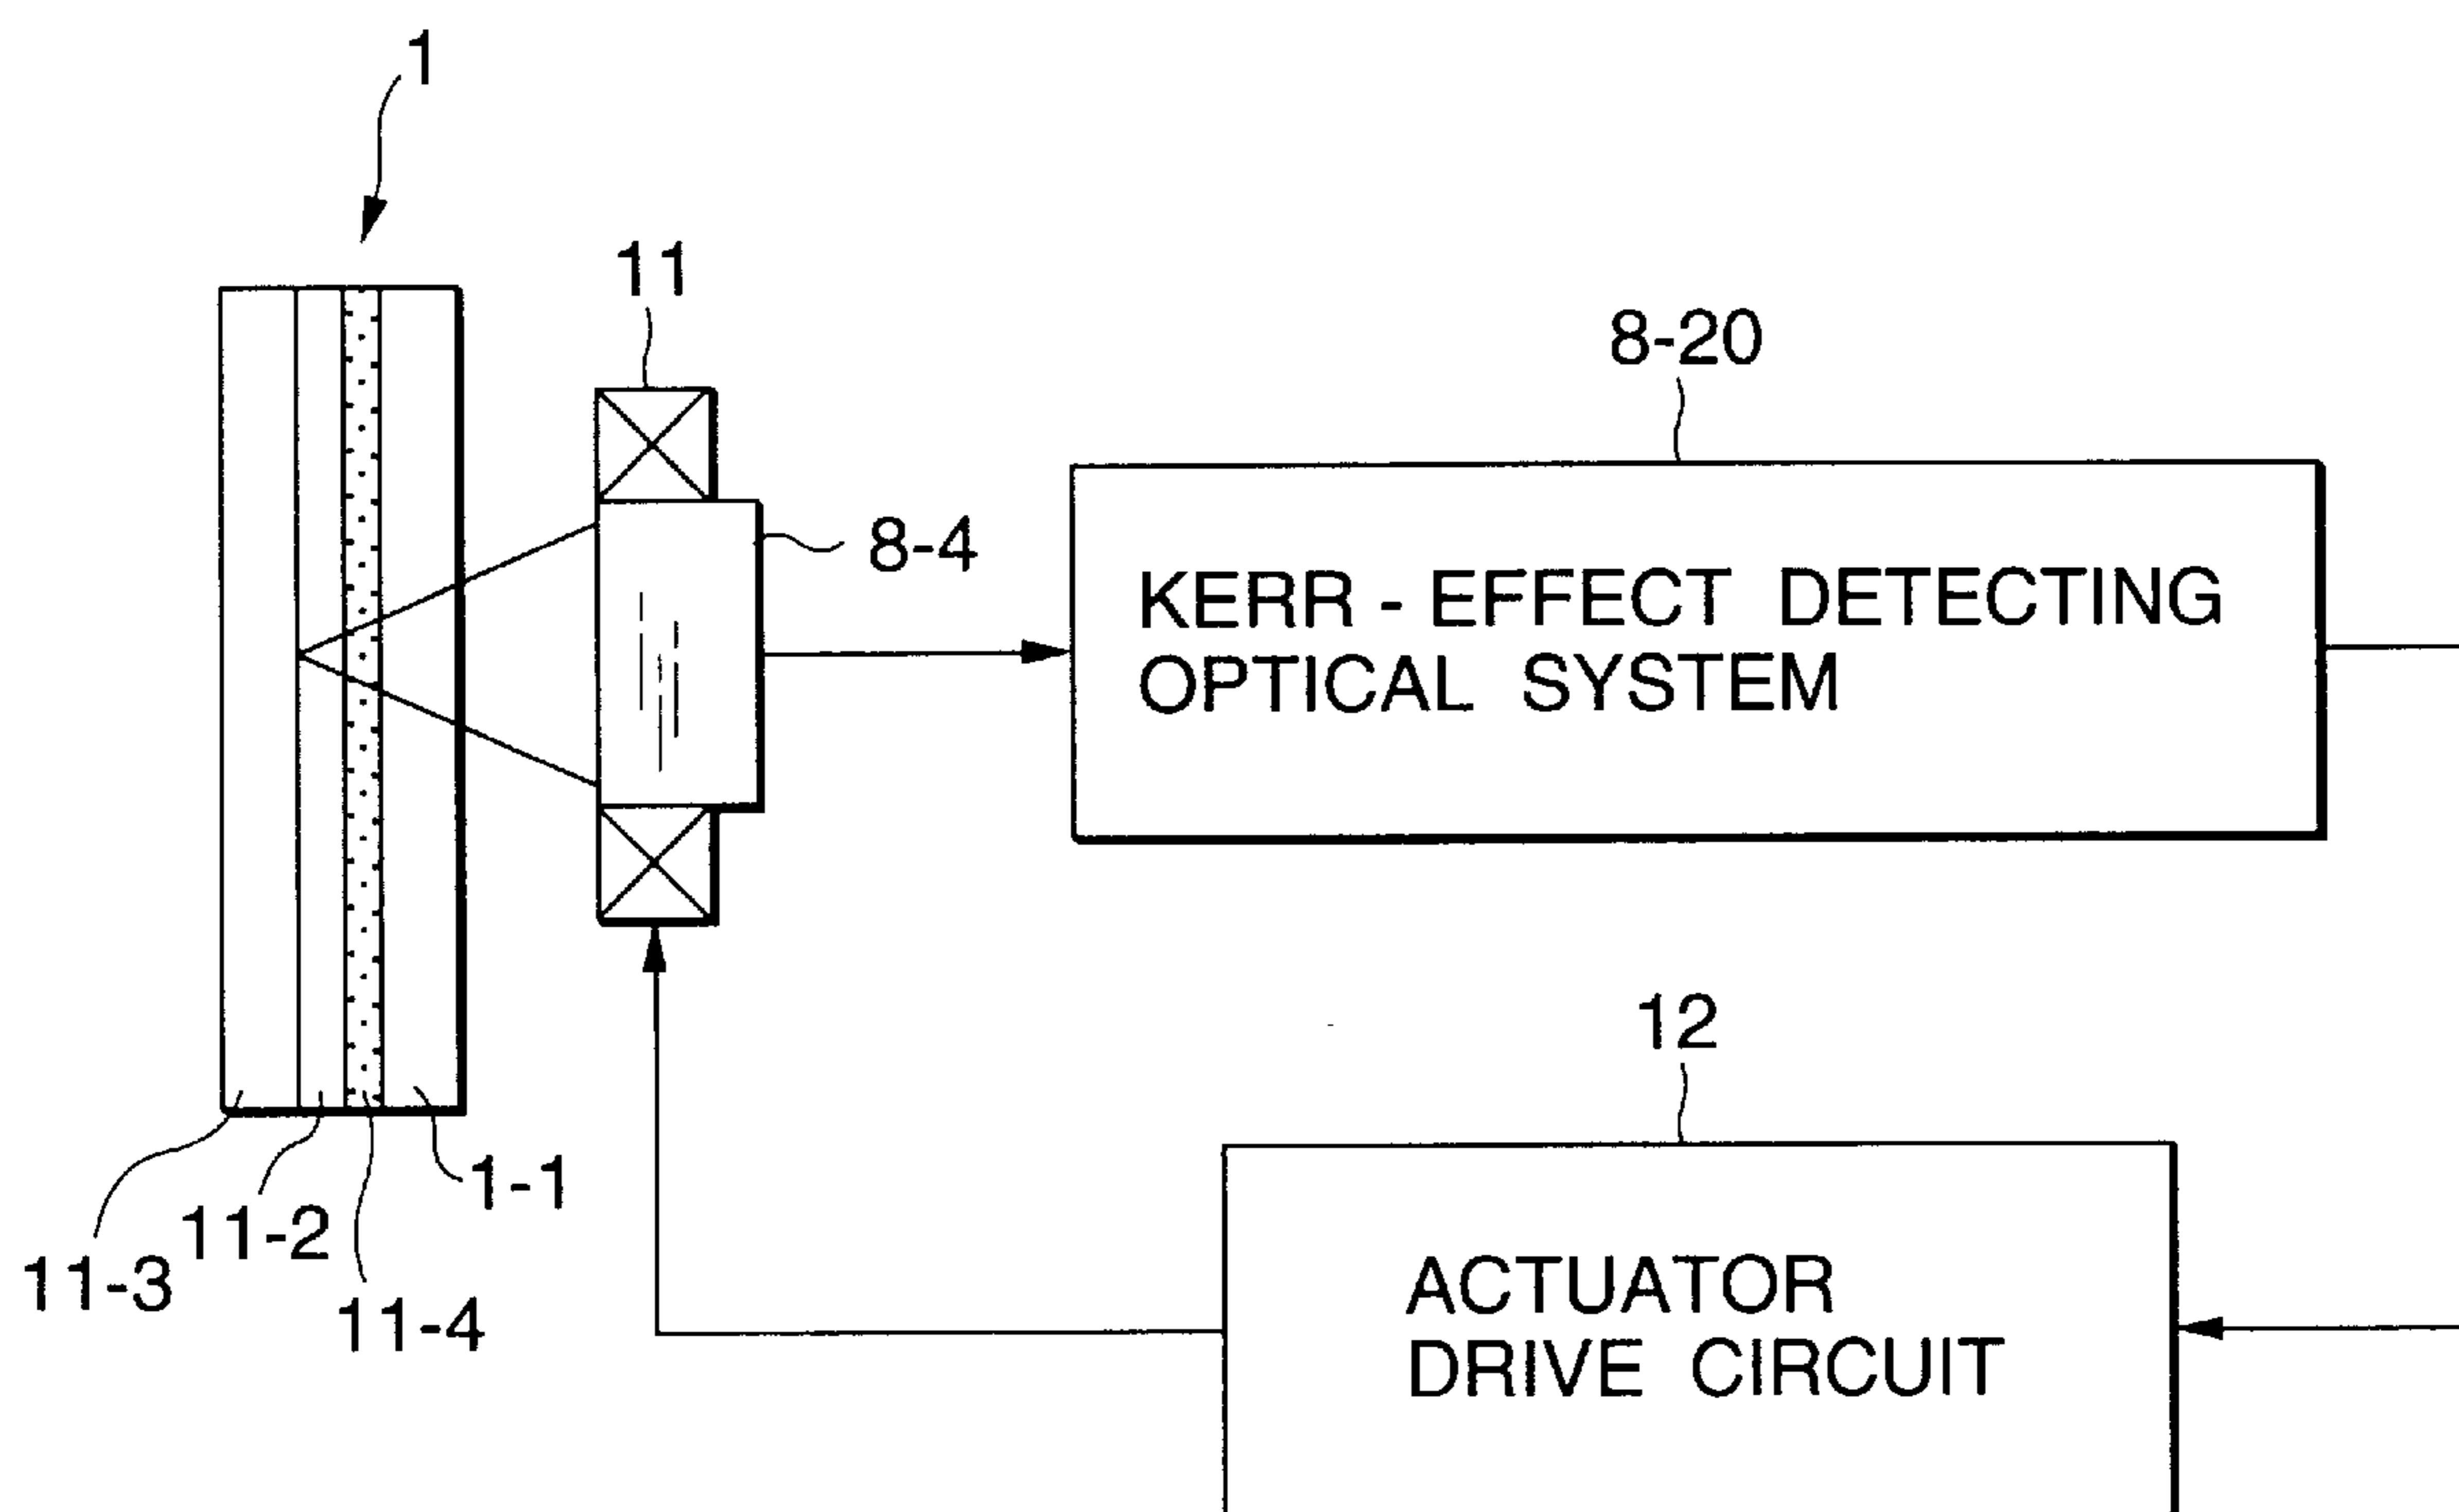 1
11
8-20
8-4
KERR - EFFECT DETECTING
OPTICAL SYSTEM
12
1-1
11-2
11-3
11-4
ACTUATOR
DRIVE CIRCUIT